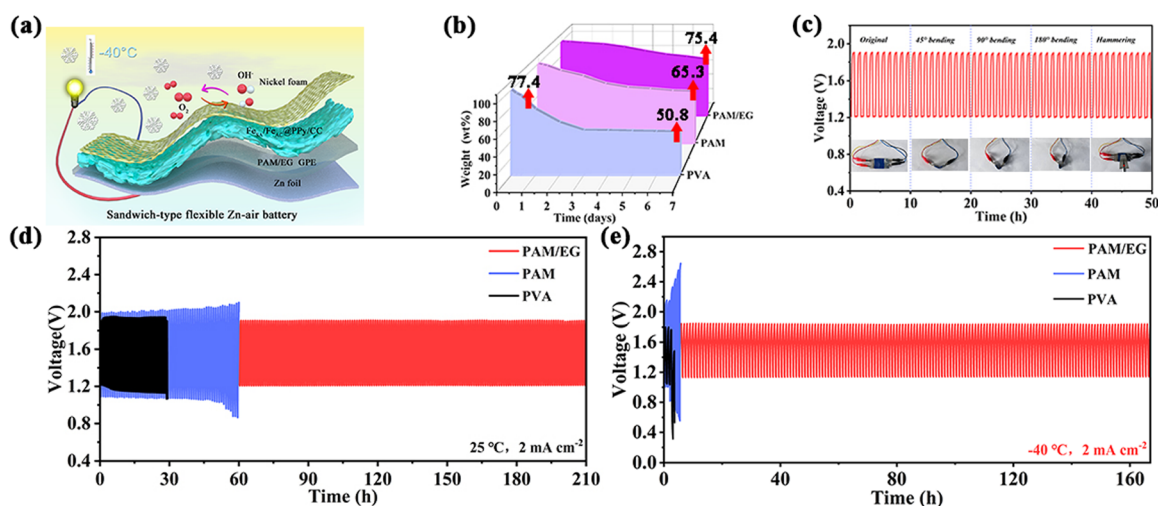 (a)
-40°C
OH⁻
Nickel foam
O₂
@PPy/CC
PAM/EG GPE
Zn foil
Sandwich-type flexible Zn-air battery
(b)
77.4
75.4
65.3
50.8
100
80
60
40
20
0
Weight (wt%)
0 1 2 3 4 5 6 7
Time (days)
PAM/EG
PAM
PVA
(c)
Original 45° bending 90° bending 180° bending Hammering
2.0
1.6
1.2
0.8
0.4
Voltage (V)
0 10 20 30 40 50
Time (h)
(d)
2.8
2.4
2.0
1.6
1.2
0.8
0.4
Voltage(V)
PAM/EG
PAM
PVA
25 °C, 2 mA cm⁻²
0 30 60 90 120 150 180 210
Time (h)
(e)
2.8
2.4
2.0
1.6
1.2
0.8
0.4
0.0
Voltage (V)
PAM/EG
PAM
PVA
-40 °C, 2 mA cm⁻²
0 40 80 120 160
Time (h)